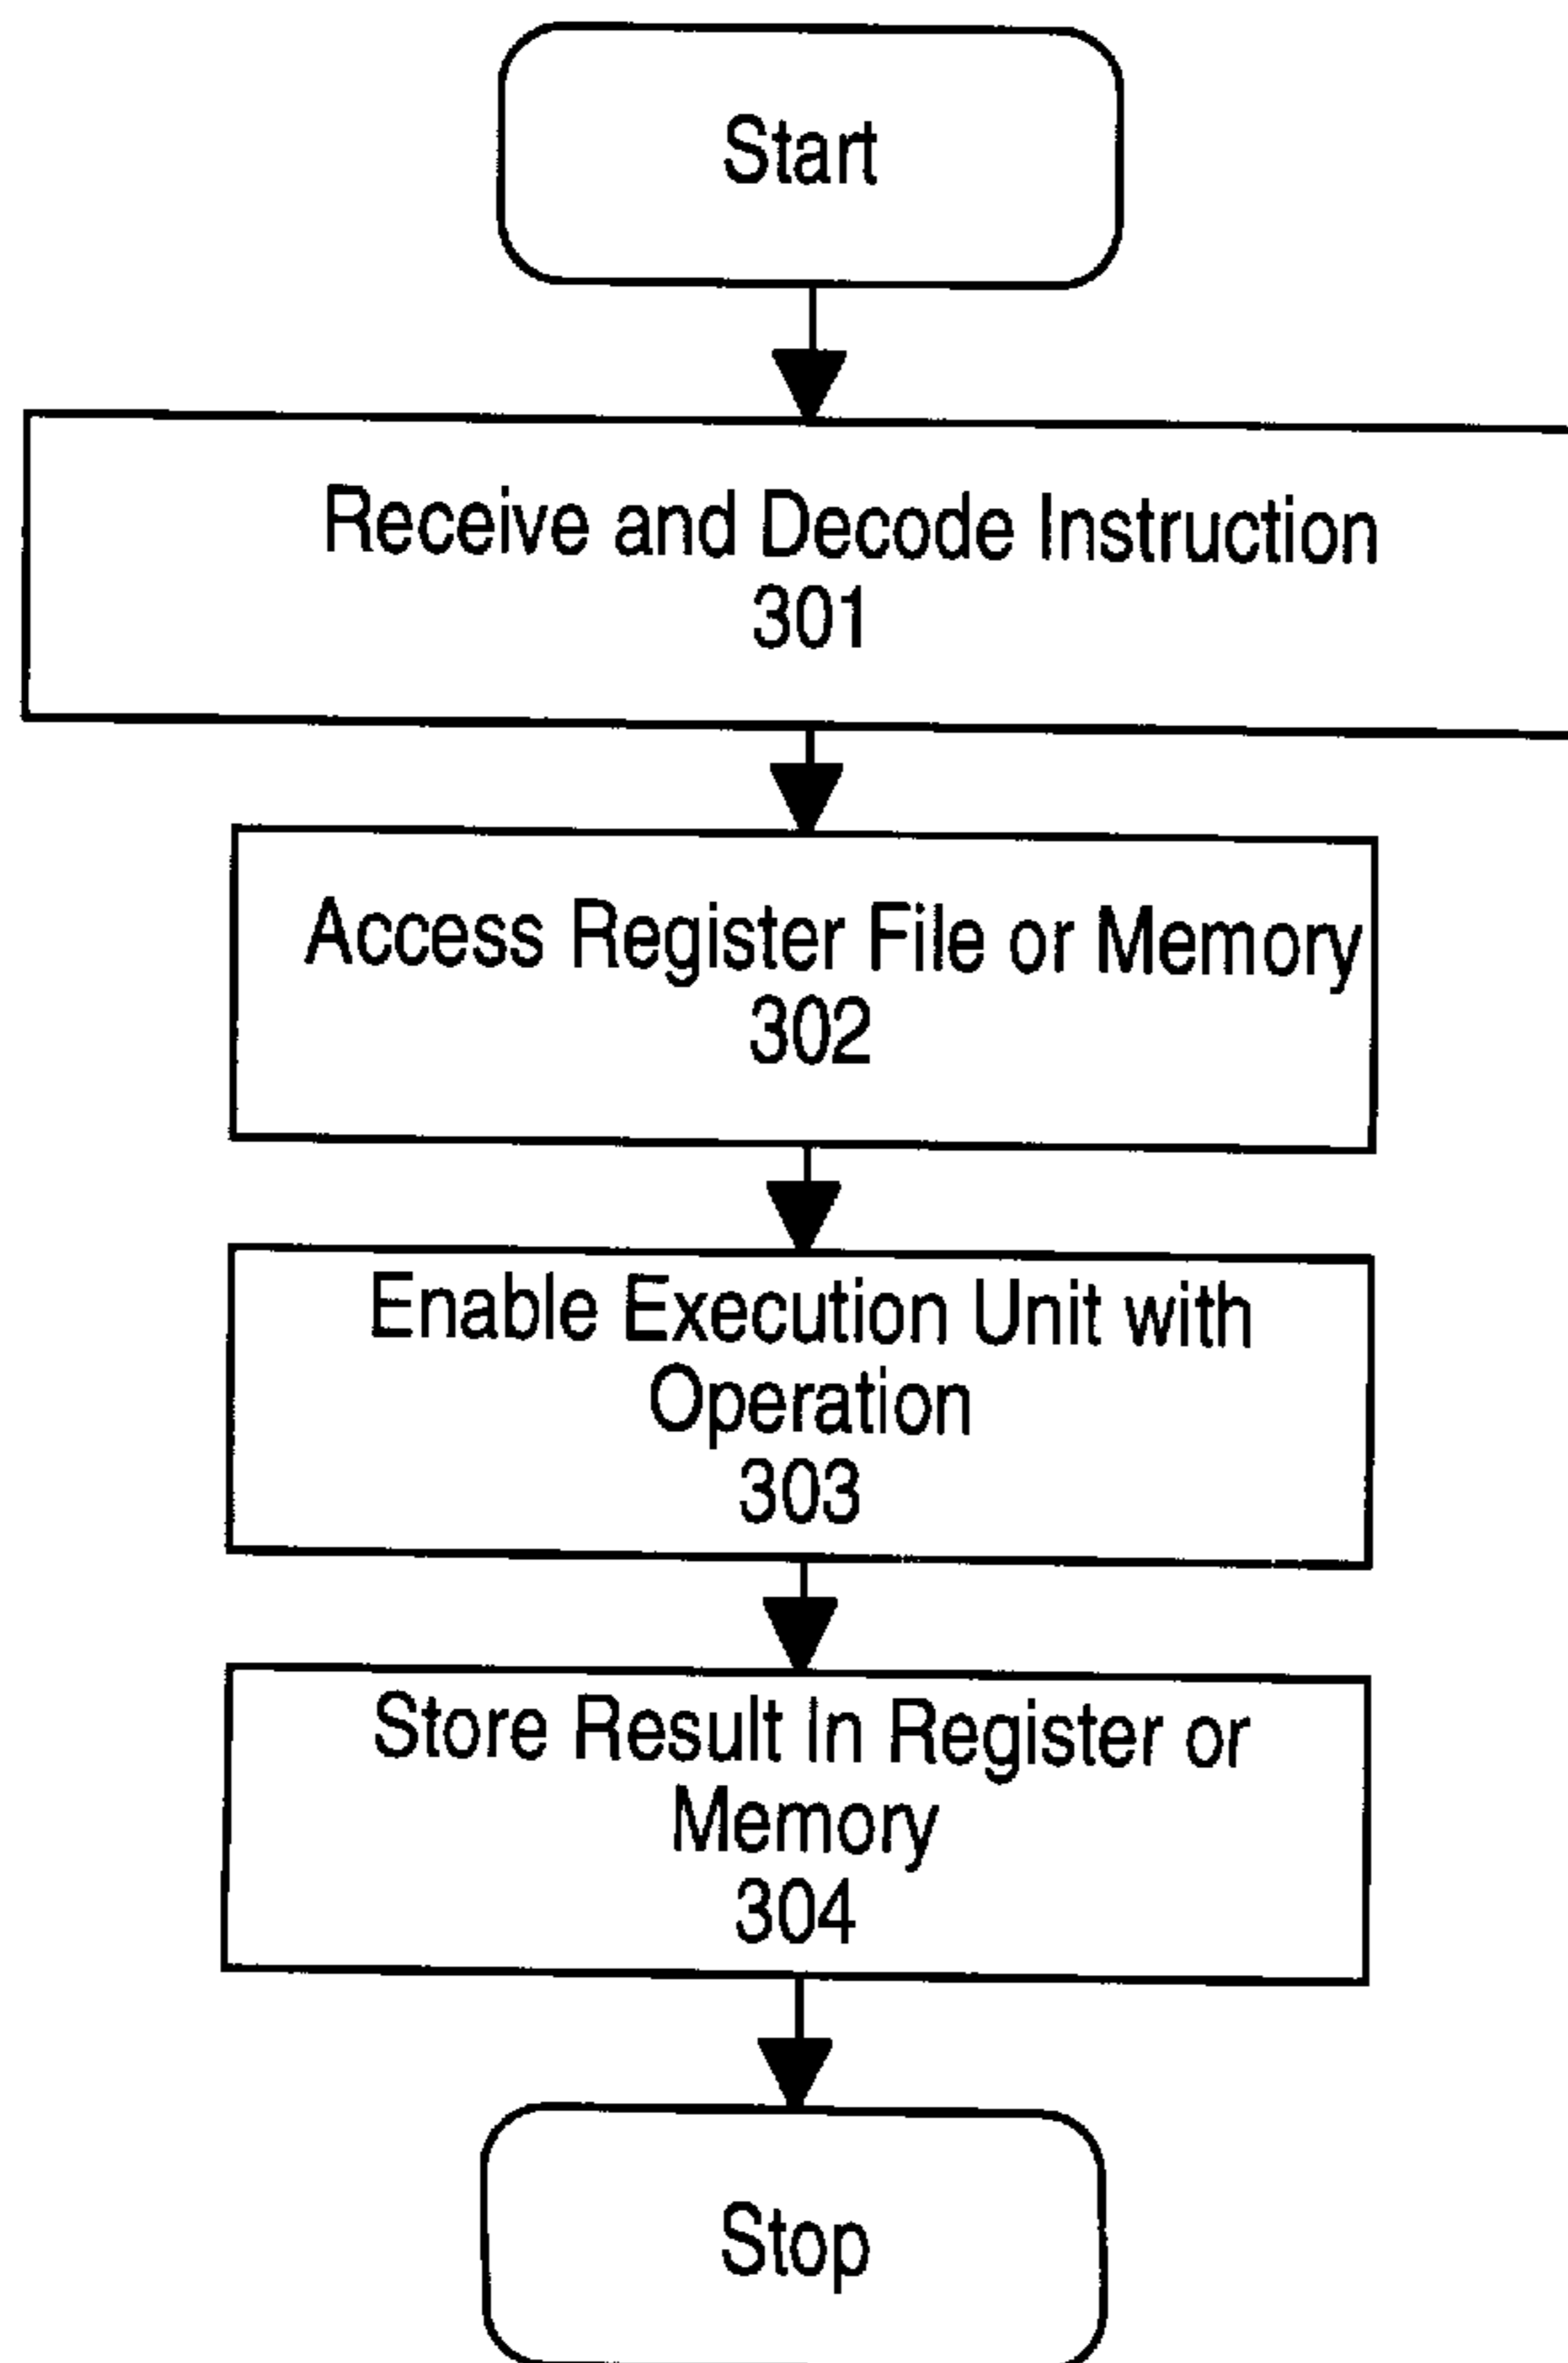 Start
Receive and Decode Instruction
301
Access Register File or Memory
302
Enable Execution Unit with
Operation
303
Store Result In Register or
Memory
304
Stop